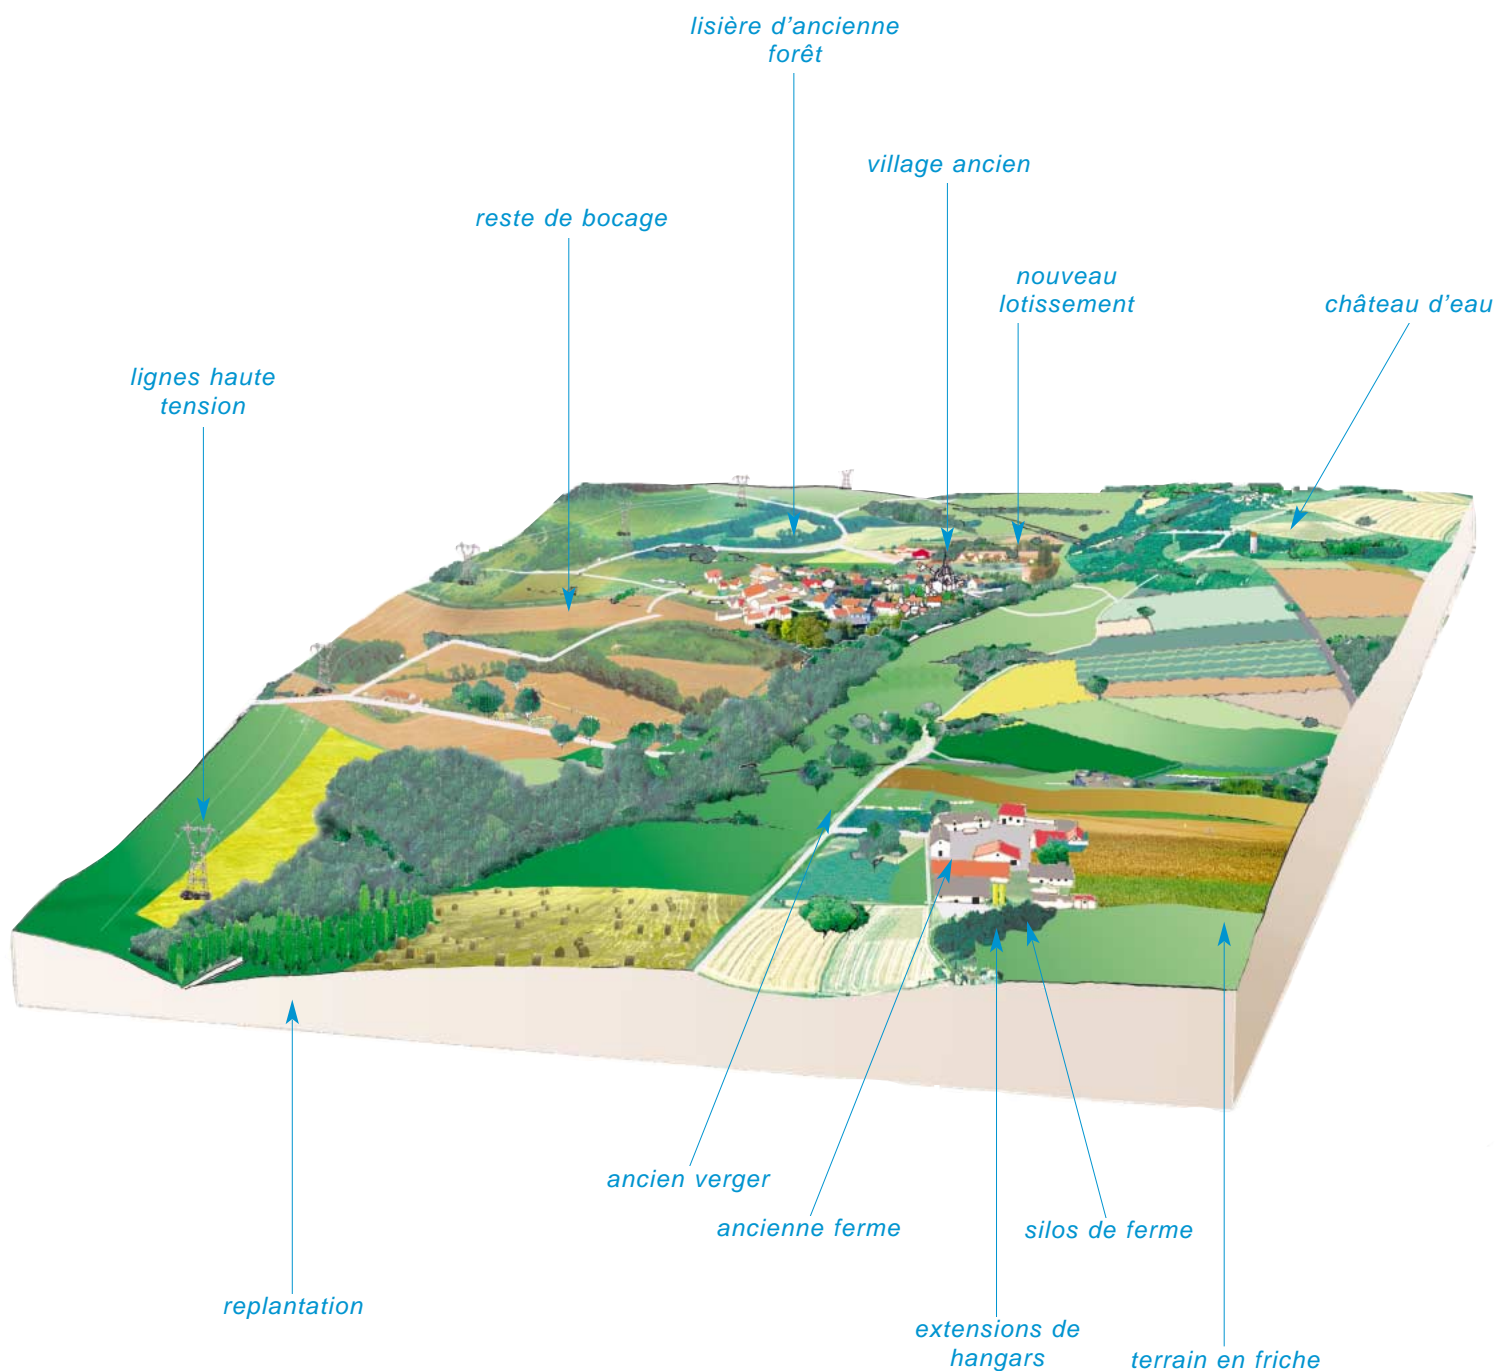 lisière d’ancienne
forêt
village ancien
reste de bocage
nouveau
lotissement
château d’eau
lignes haute
tension
ancien verger
ancienne ferme
silos de ferme
replantation
extensions de
hangars
terrain en friche